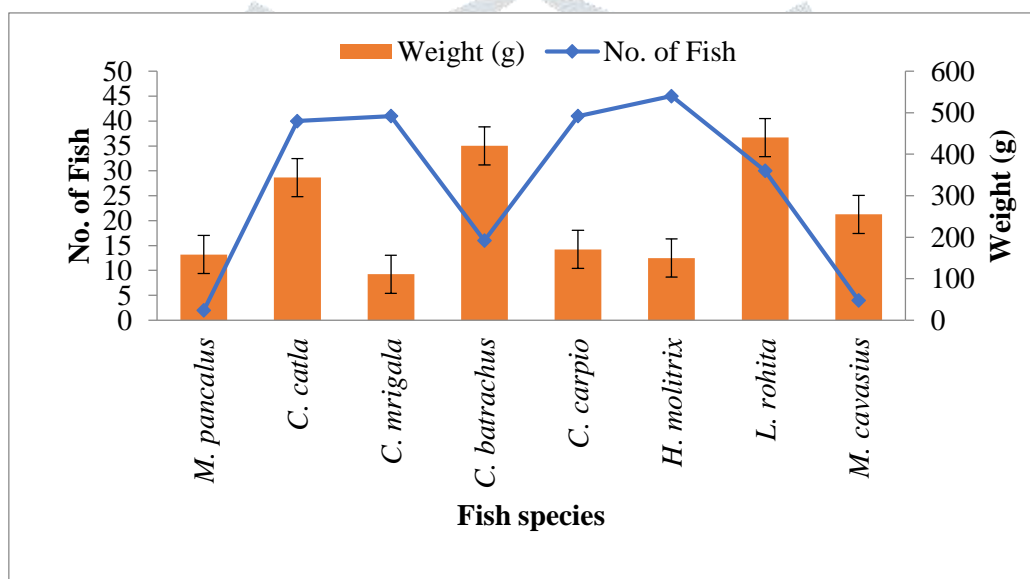 Weight (g) No. of Fish
50
45
40
35
30
25
20
15
10
5
0
No. of Fish
600
500
400
300
200
100
0
Weight (g)
M. pancalus
C. catla
C. mrigala
C. batrachus
C. carpio
H. molitrix
L. rohita
M. cavasius
Fish species